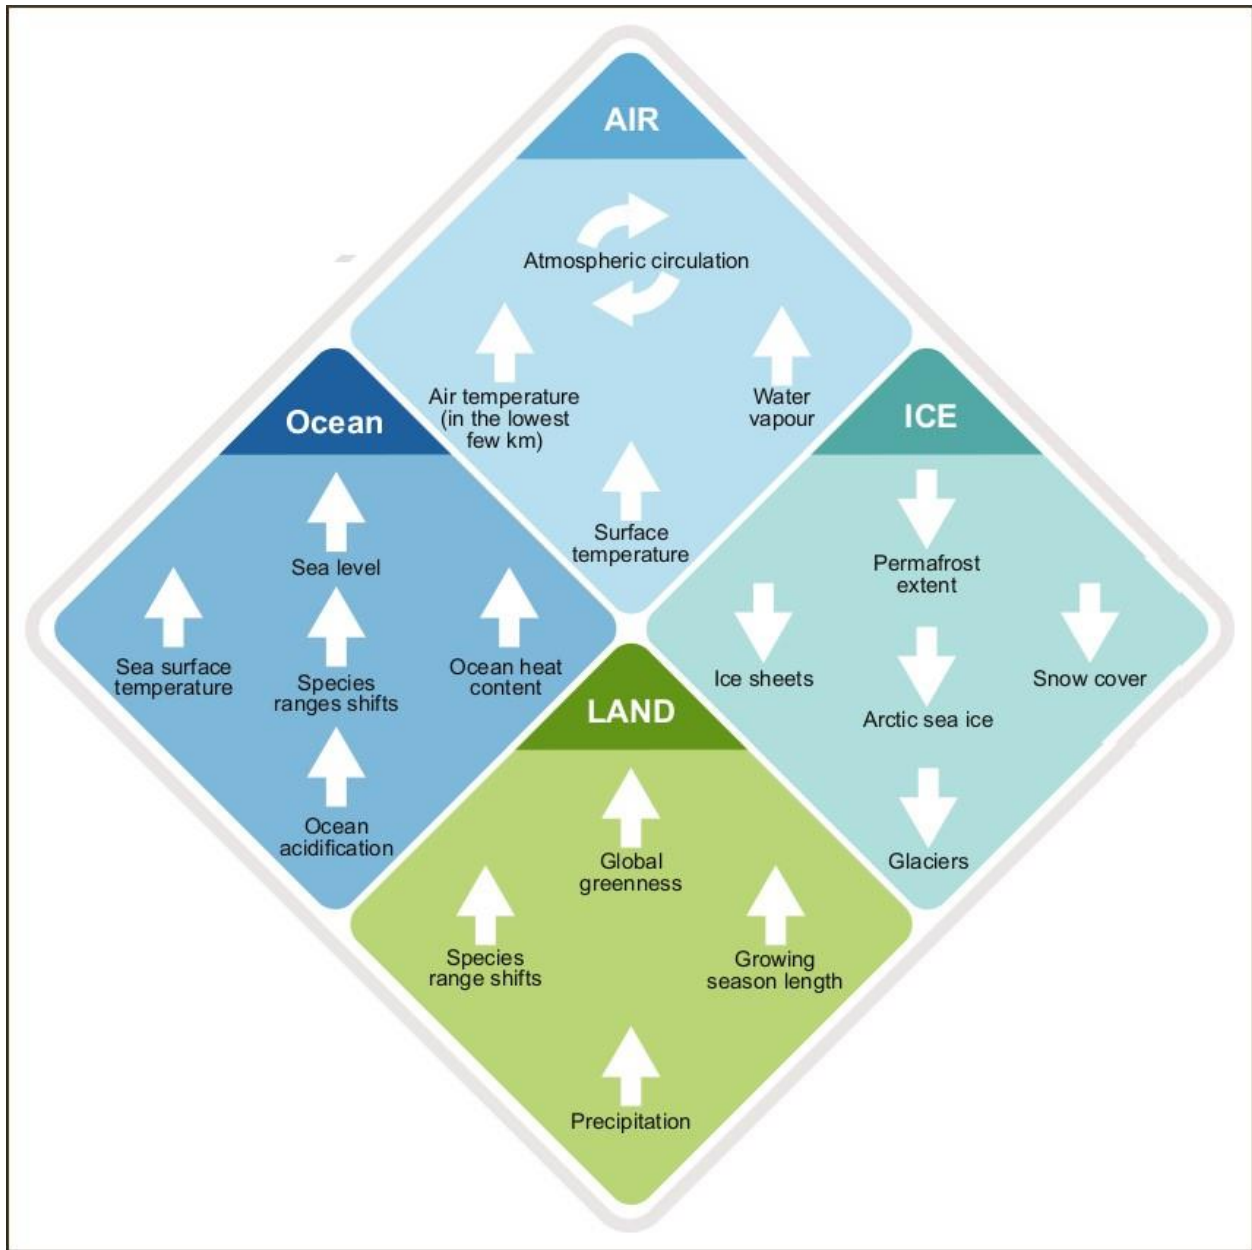 AIR
Atmospheric circulation
Air temperature
(in the lowest
few km)
Water
vapour
Surface
temperature
Ocean
Sea level
Sea surface
temperature
Species
ranges shifts
Ocean heat
content
Ocean
acidification
ICE
Permafrost
extent
Ice sheets
Snow cover
Arctic sea ice
Glaciers
LAND
Global
greenness
Species
range shifts
Growing
season length
Precipitation